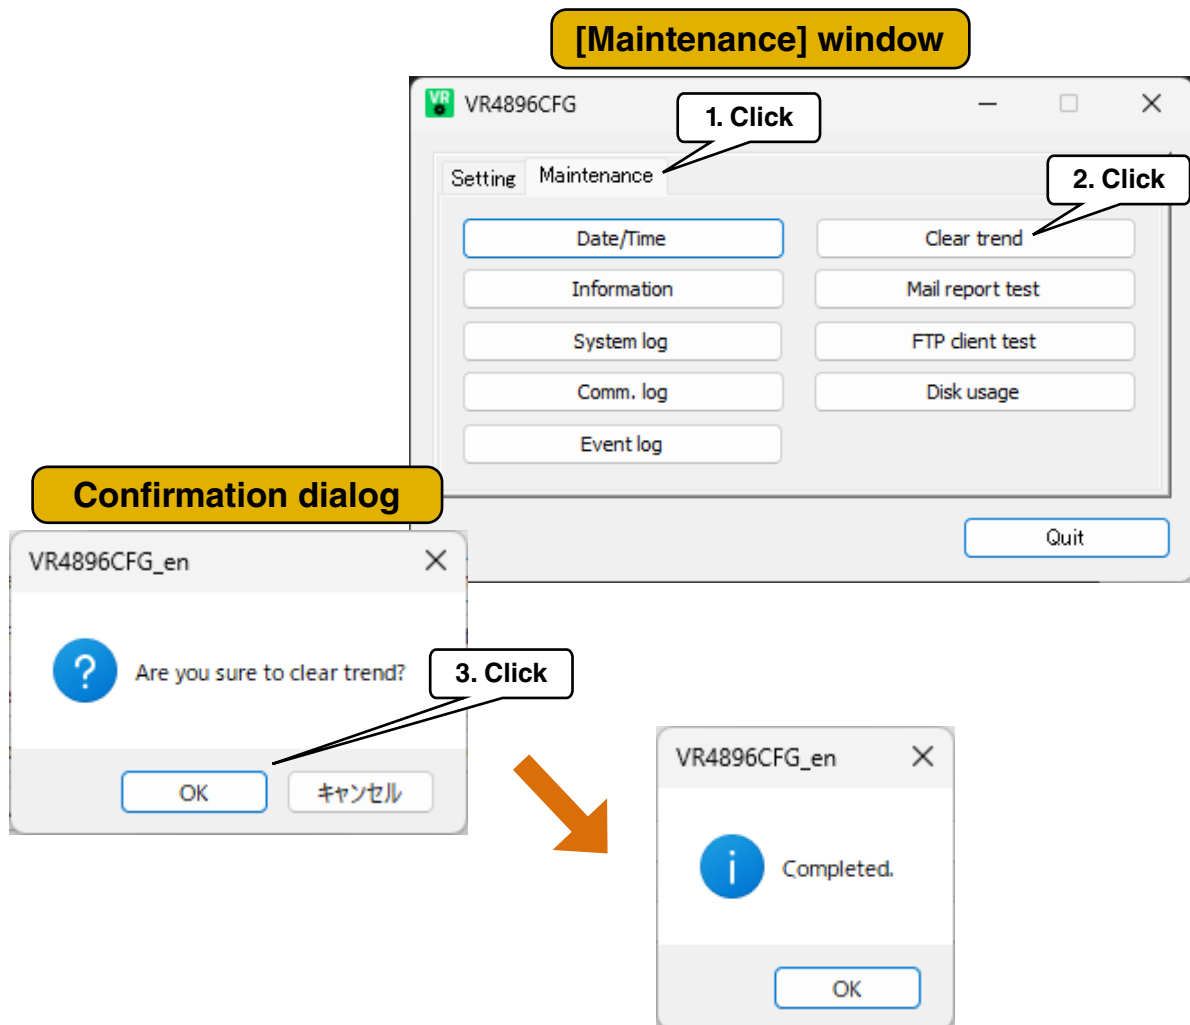 [Maintenance] window
VR
VR4896CFG
1. Click
Setting
Maintenance
2. Click
Date/Time
Clear trend
Information
Mail report test
System log
FTP client test
Comm. log
Disk usage
Event log
Quit
Confirmation dialog
VR4896CFG_en
?
Are you sure to clear trend?
3. Click
OK
キャンセル
VR4896CFG_en
i
Completed.
OK